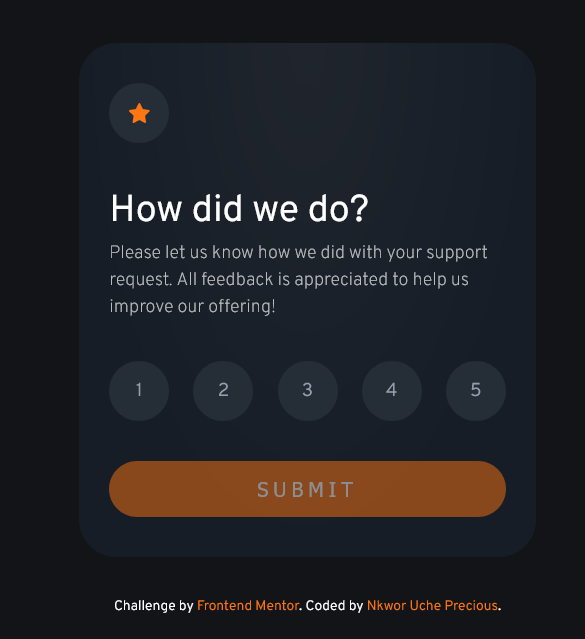 How did we do?
Please let us know how we did with your support
request. All feedback is appreciated to help us
improve our offering!
1 2 3 4 5
SUBMIT
Challenge by Frontend Mentor. Coded by Nkwor Uche Precious.